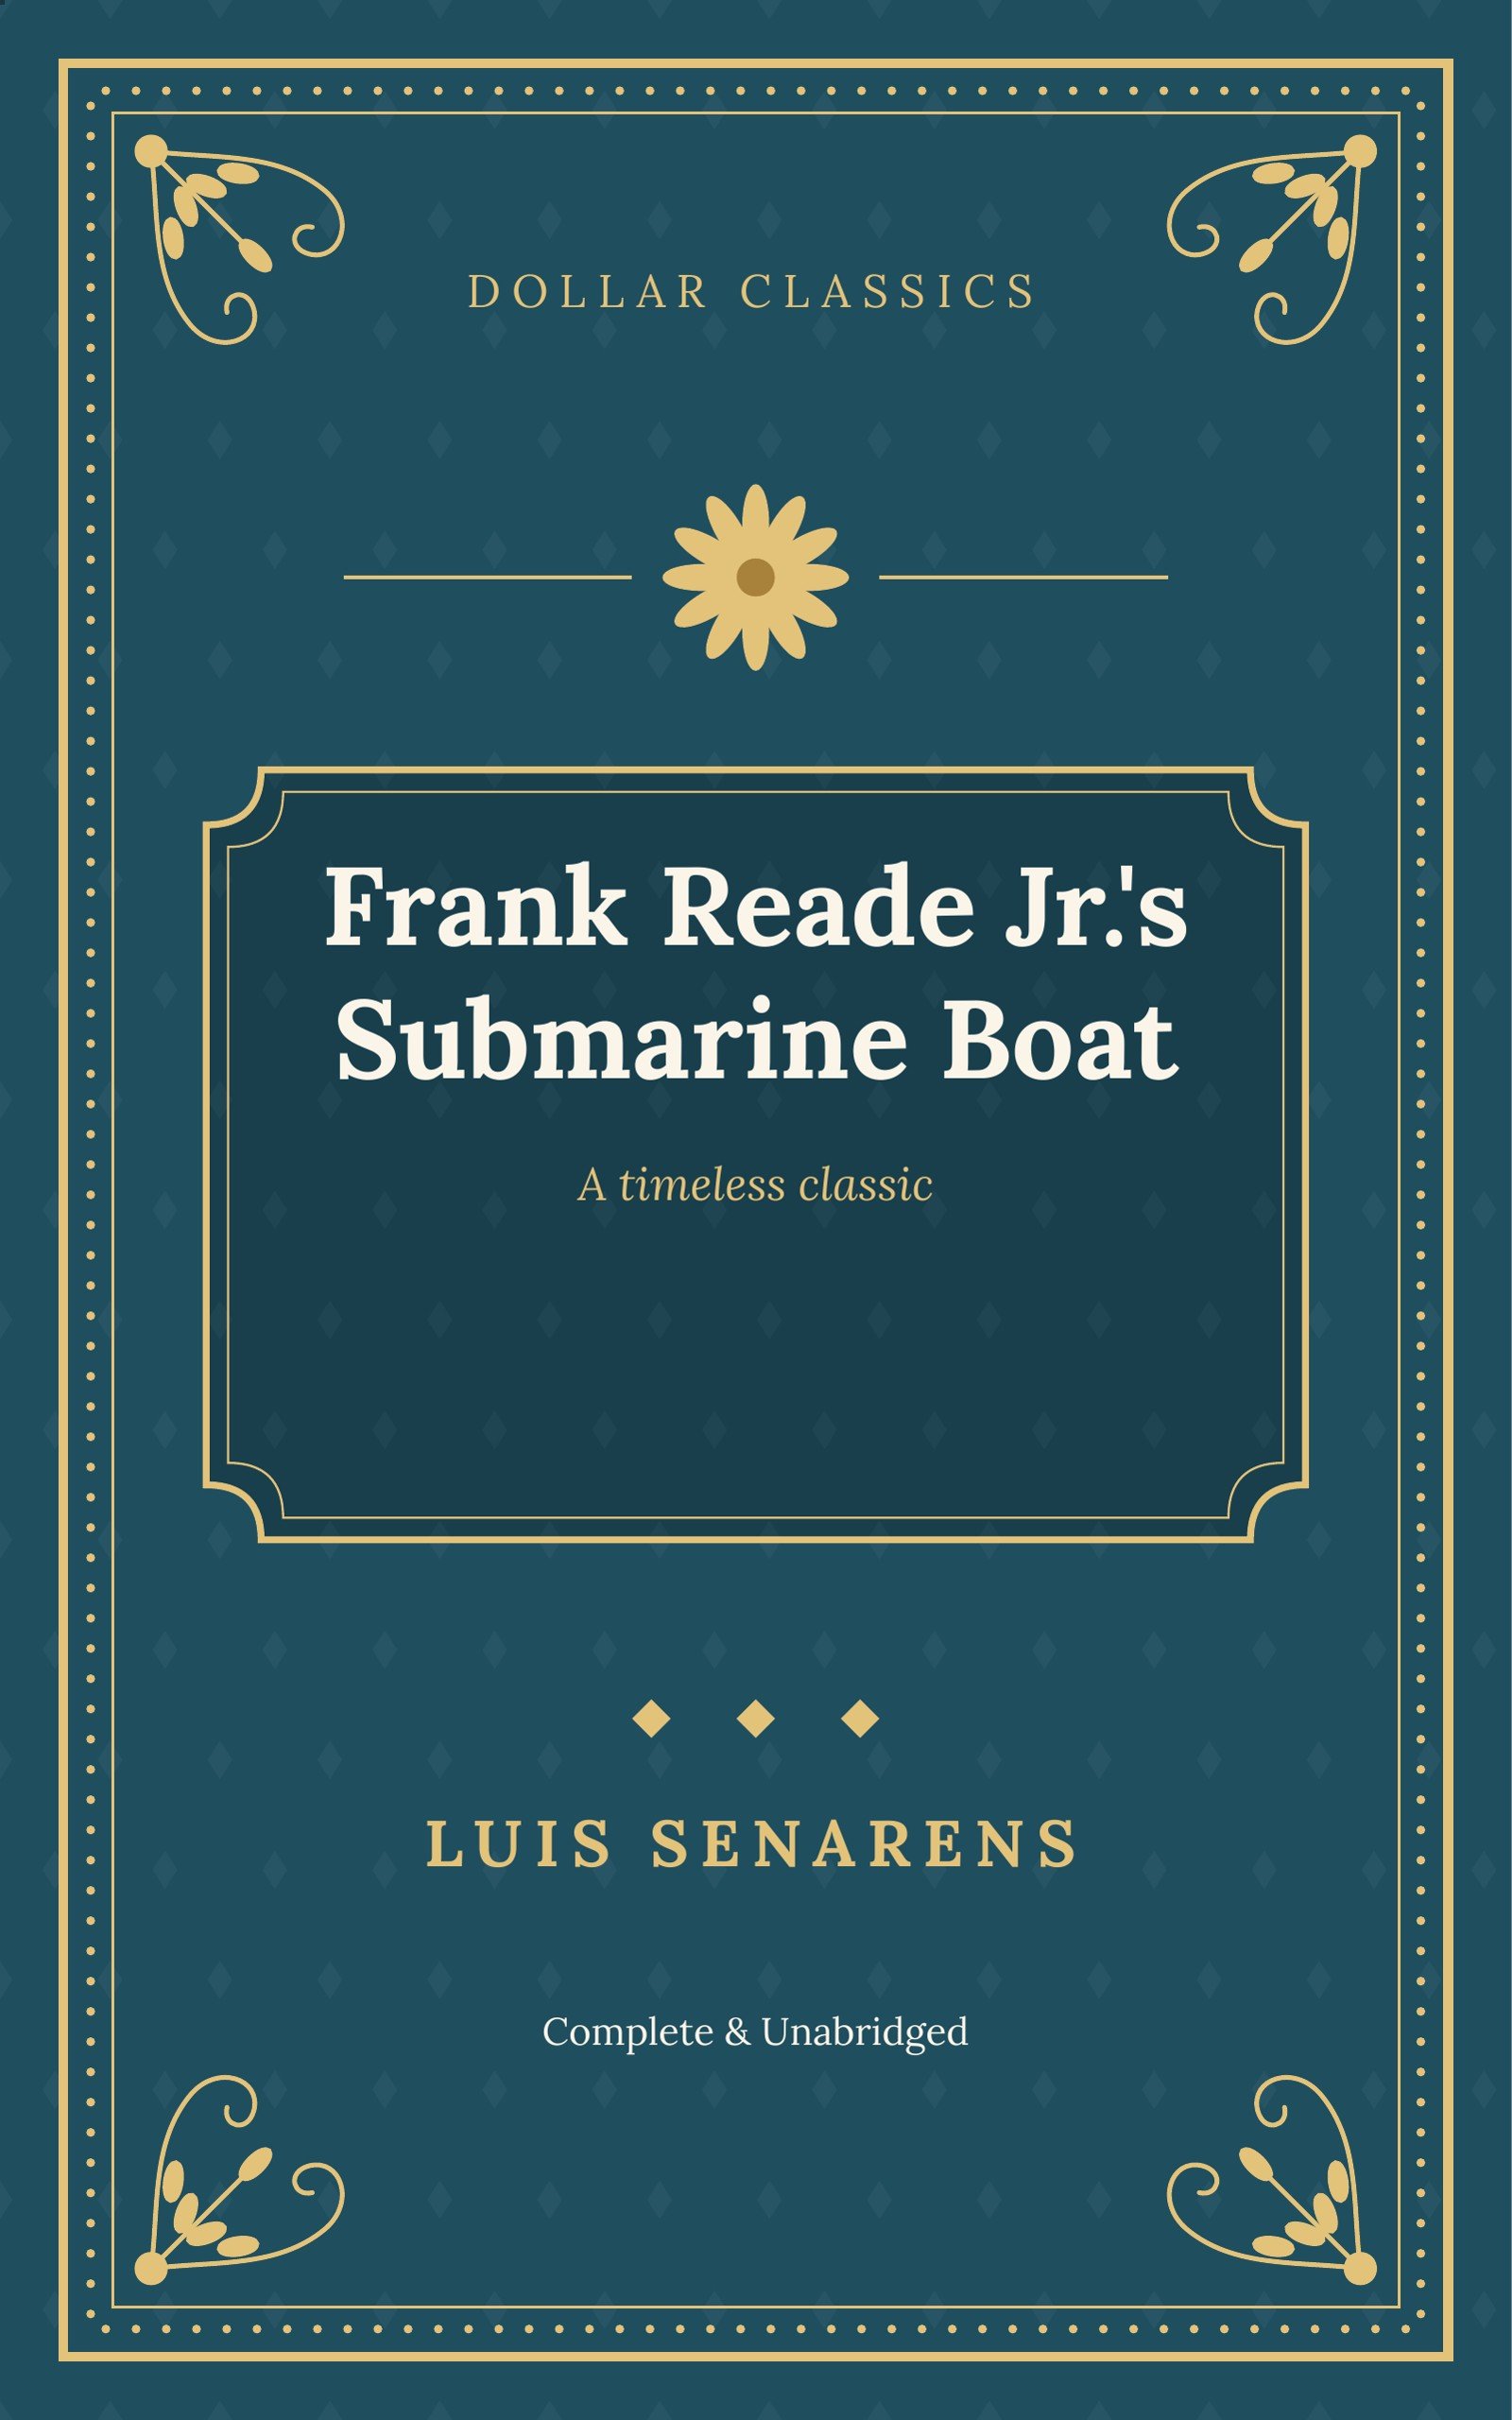 DOLLAR CLASSICS
Frank Reade Jr.'s
Submarine Boat
A timeless classic
LUIS SENARENS
Complete & Unabridged